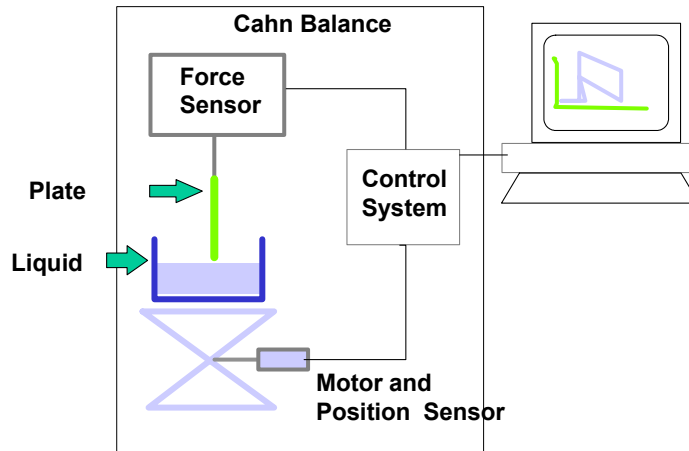 Cahn Balance
Force
Sensor
Plate
Control
System
Liquid
Motor and
Position Sensor